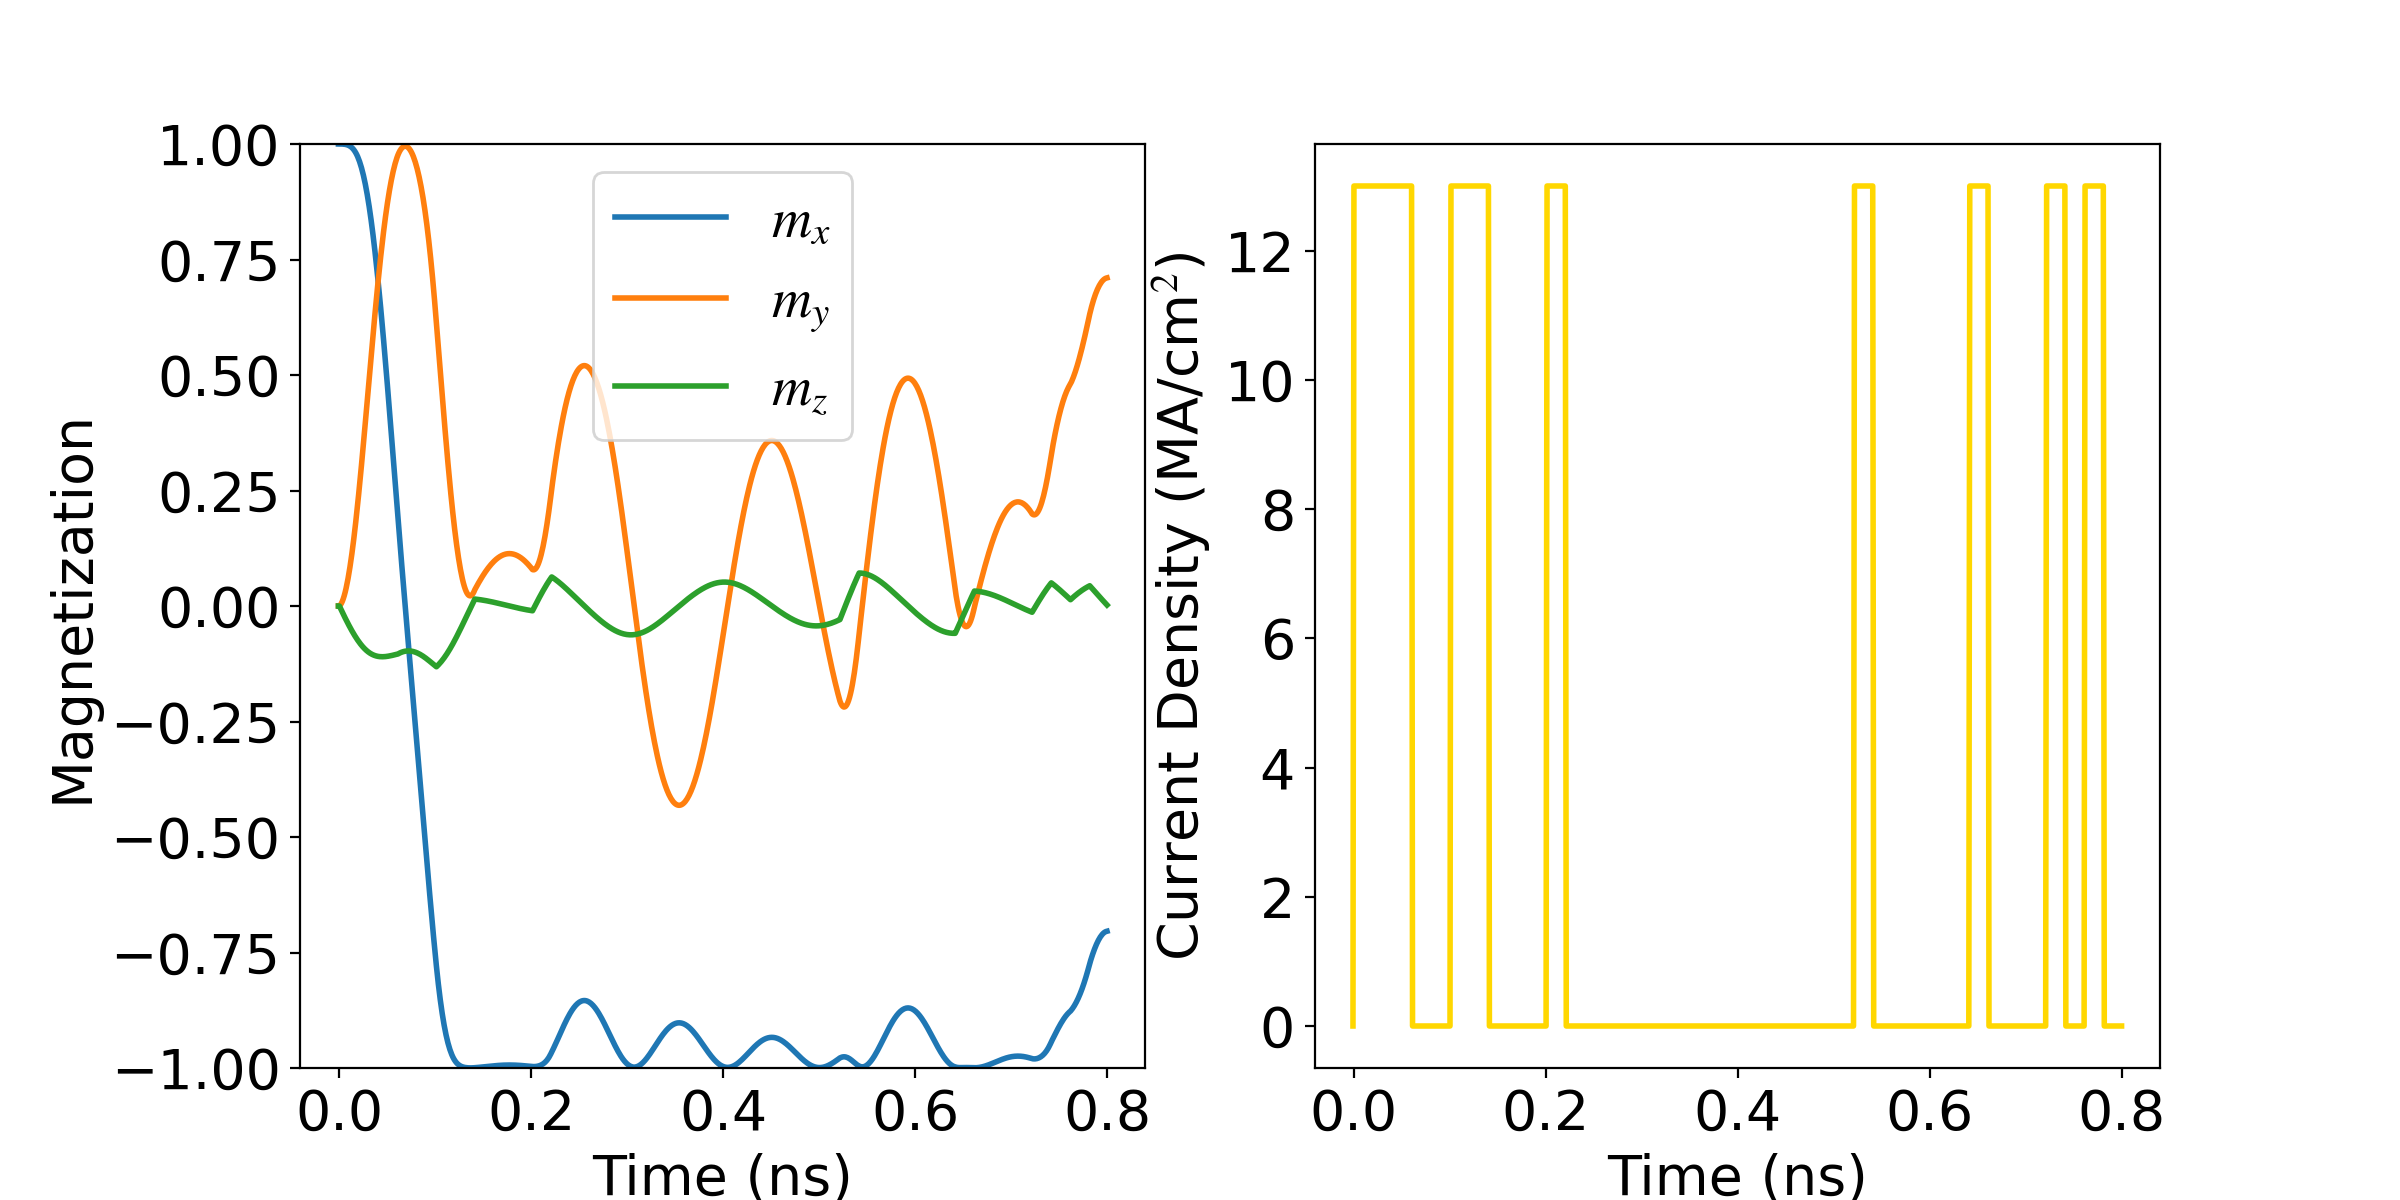 Magnetization
1.00
0.75
0.50
0.25
0.00
−0.25
−0.50
−0.75
−1.00
m_x
m_y
m_z
0.0 0.2 0.4 0.6 0.8
Time (ns)
Current Density (MA/cm²)
12
10
8
6
4
2
0
0.0 0.2 0.4 0.6 0.8
Time (ns)